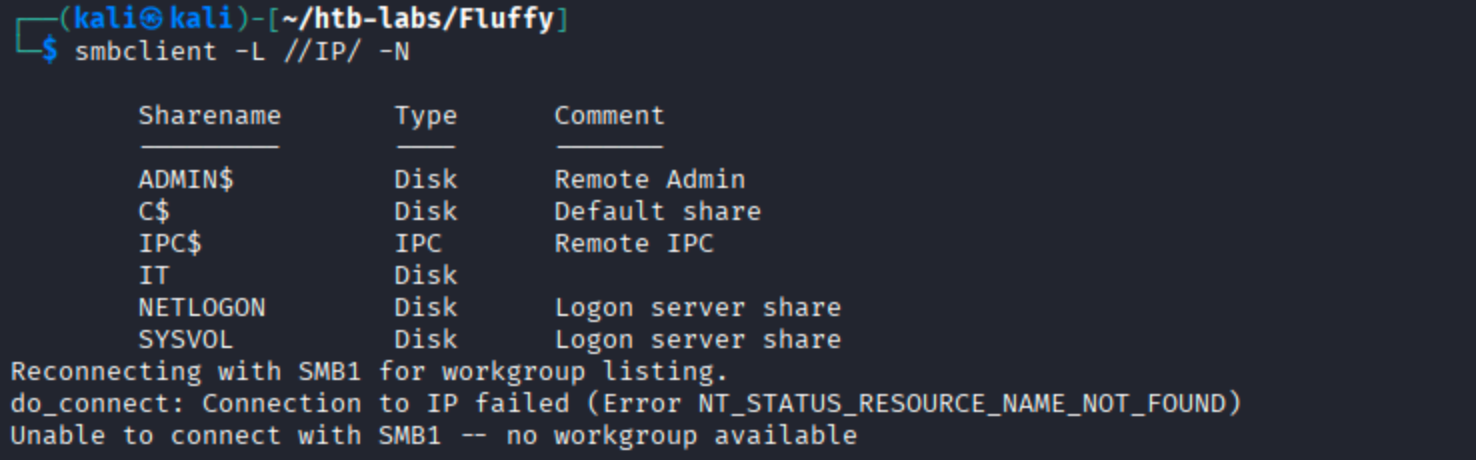 ┌──(kali㉿kali)-[~/htb-labs/Fluffy]
└─$ smbclient -L //IP/ -N
Sharename Type Comment
--------- ---- -------
ADMIN$ Disk Remote Admin
C$ Disk Default share
IPC$ IPC Remote IPC
IT Disk
NETLOGON Disk Logon server share
SYSVOL Disk Logon server share
Reconnecting with SMB1 for workgroup listing.
do_connect: Connection to IP failed (Error NT_STATUS_RESOURCE_NAME_NOT_FOUND)
Unable to connect with SMB1 -- no workgroup available